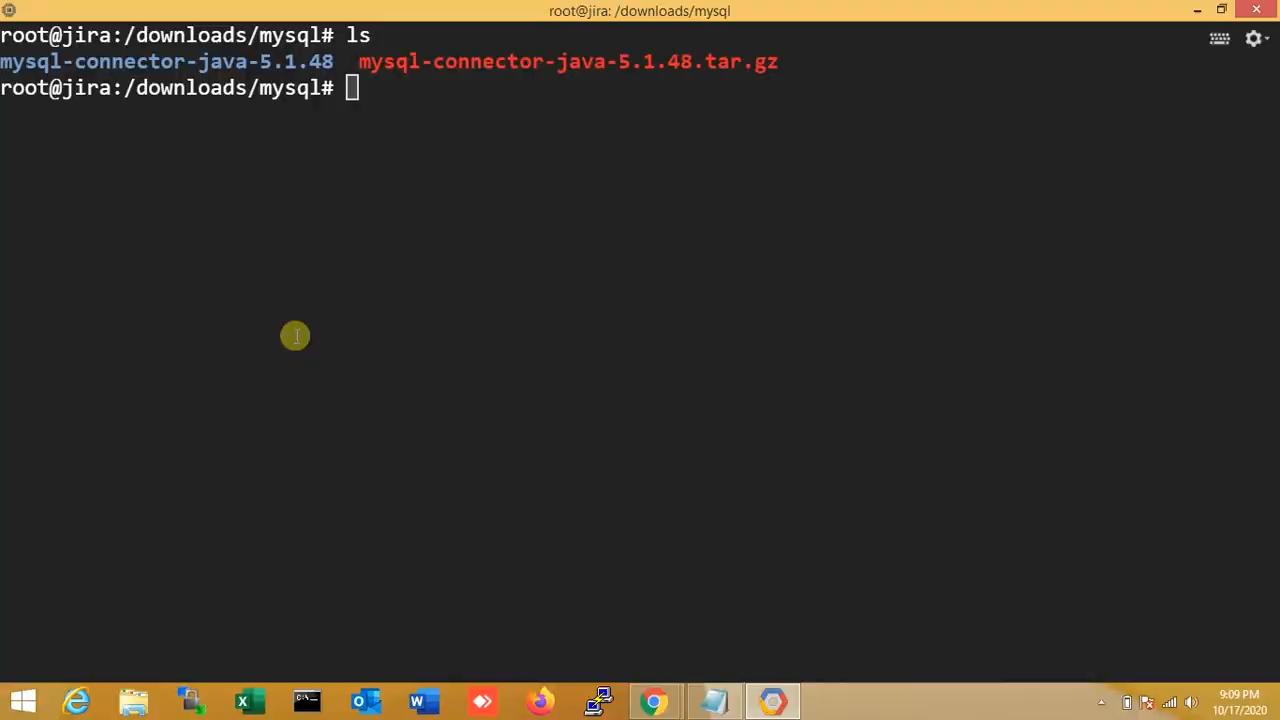 root@jira: /downloads/mysql
root@jira:/downloads/mysql# ls
mysql-connector-java-5.1.48  mysql-connector-java-5.1.48.tar.gz
root@jira:/downloads/mysql#
9:09 PM
10/17/2020